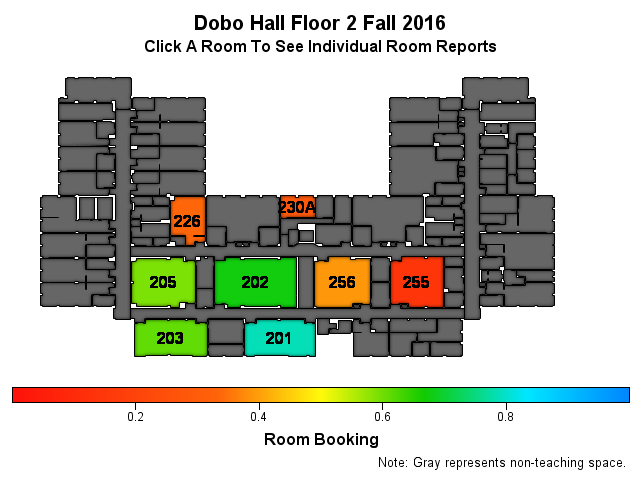 Dobo Hall Floor 2 Fall 2016
Click A Room To See Individual Room Reports
226
230A
205
202
256
255
203
201
0.2 0.4 0.6 0.8
Room Booking
Note: Gray represents non-teaching space.